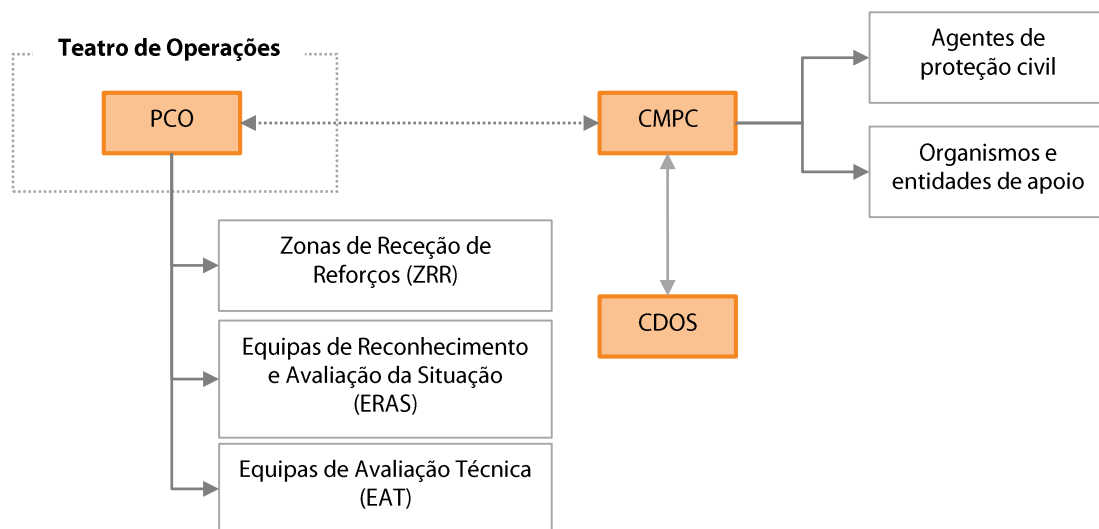 Teatro de Operações
PCO
CMPC
Agentes de
proteção civil
Organismos e
entidades de apoio
Zonas de Receção de
Reforços (ZRR)
CDOS
Equipas de Reconhecimento
e Avaliação da Situação
(ERAS)
Equipas de Avaliação Técnica
(EAT)